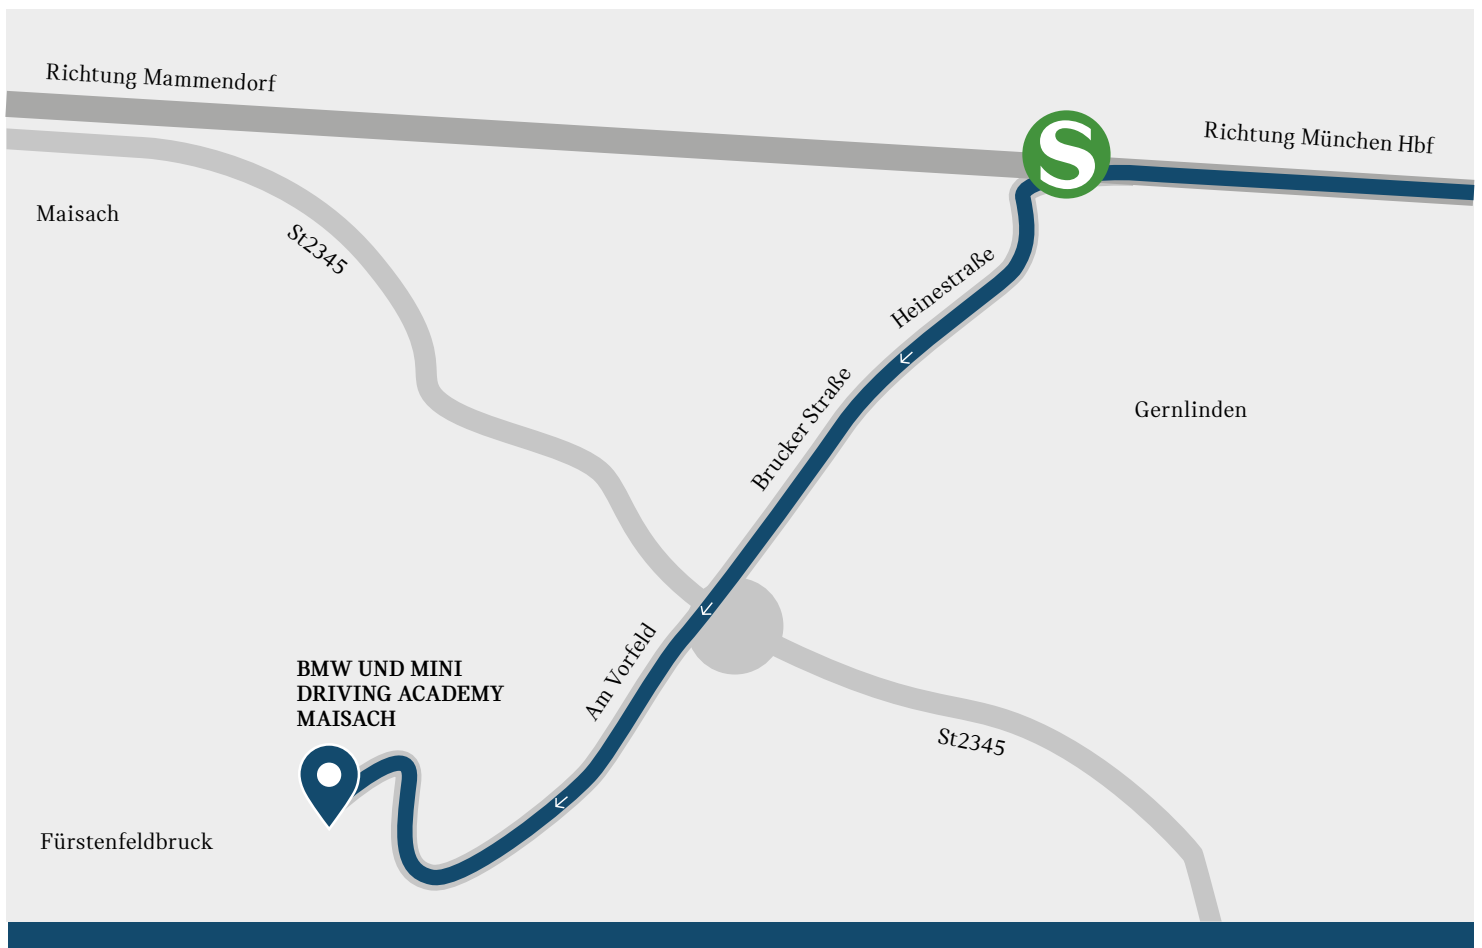 Richtung Mammendorf
S
Richtung München Hbf
Maisach
St2345
Heinestraße
Brucker Straße
Gernlinden
Am Vorfeld
BMW UND MINI
DRIVING ACADEMY
MAISACH
St2345
Fürstenfeldbruck